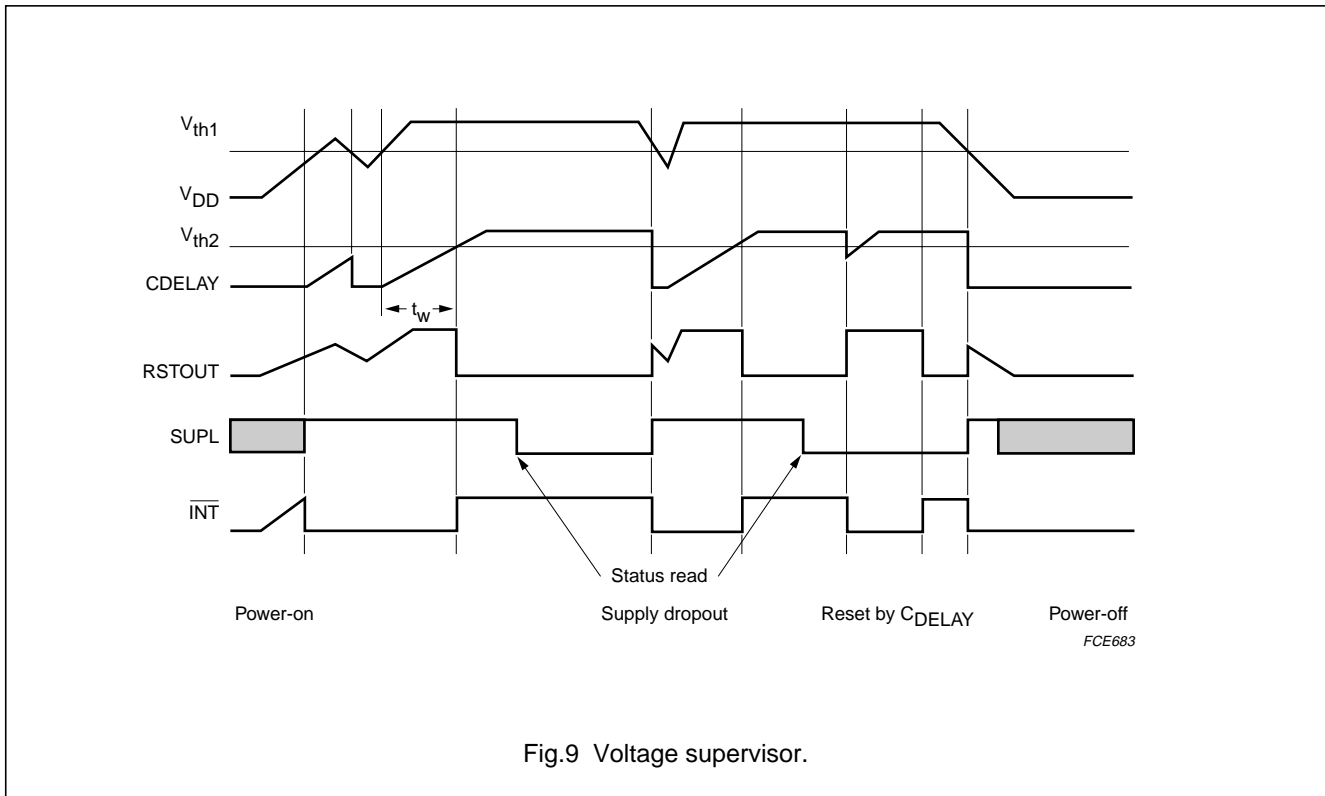 Vth1
VDD
Vth2
CDELAY
tw
RSTOUT
SUPL
INT
Status read
Power-on
Supply dropout
Reset by CDELAY
Power-off
FCE683
Fig.9 Voltage supervisor.